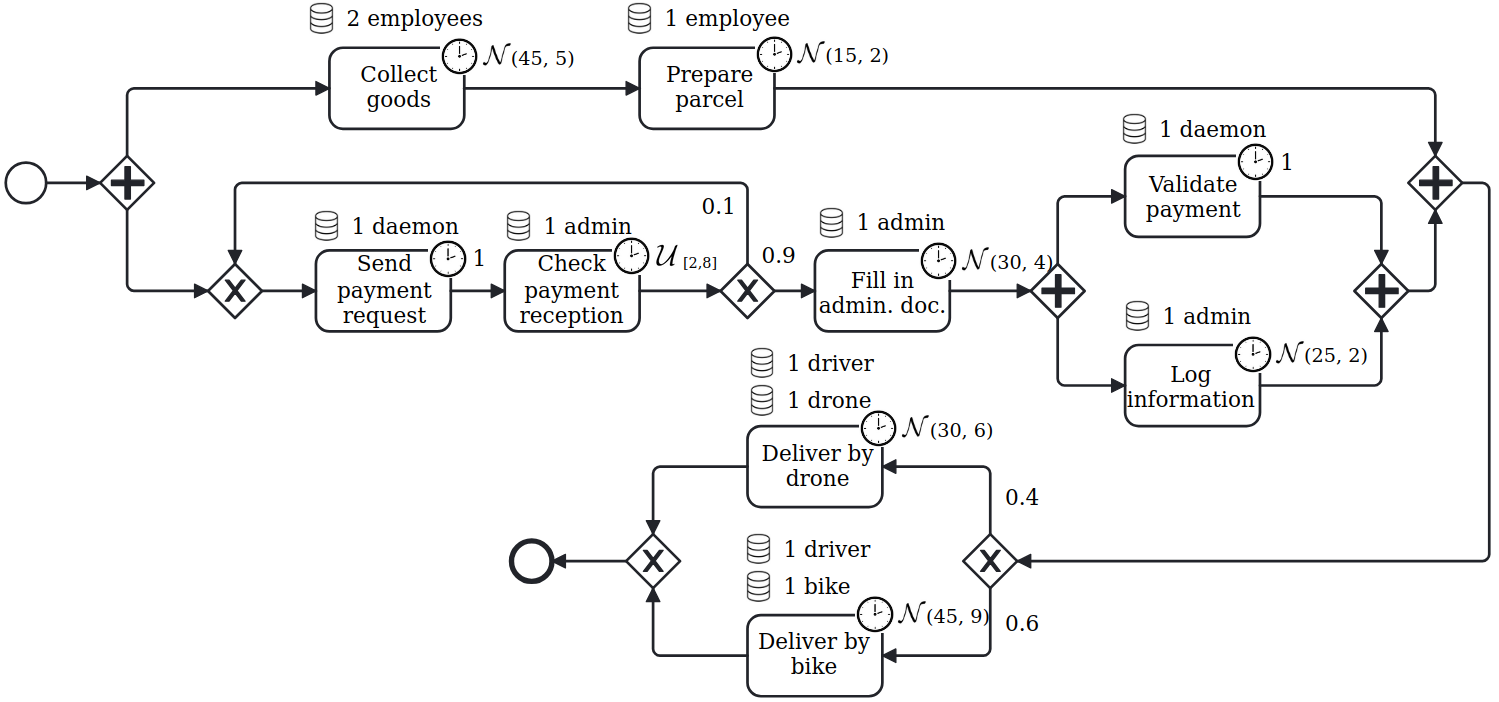 2 employees
1 employee
𝒩(45, 5)
𝒩(15, 2)
Collect
goods
Prepare
parcel
1 daemon
1
Validate
payment
0.1
1 daemon
1 admin
1 admin
1
𝒰 [2,8]
0.9
𝒩(30, 4)
Send
payment
request
Check
payment
reception
Fill in
admin. doc.
X
X
1 admin
𝒩(25, 2)
Log
information
1 driver
1 drone
𝒩(30, 6)
Deliver by
drone
0.4
X
X
1 driver
1 bike
𝒩(45, 9)
0.6
Deliver by
bike